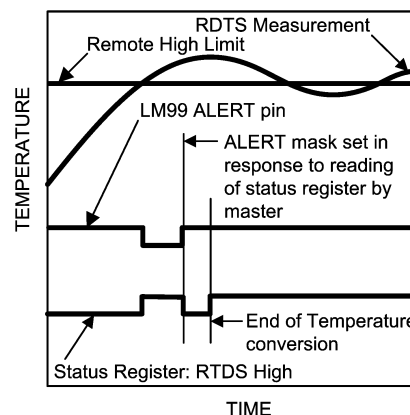 RDTS Measurement
Remote High Limit
LM99 ALERT pin
ALERT mask set in
response to reading
of status register by
master
TEMPERATURE
End of Temperature
conversion
Status Register: RTDS High
TIME